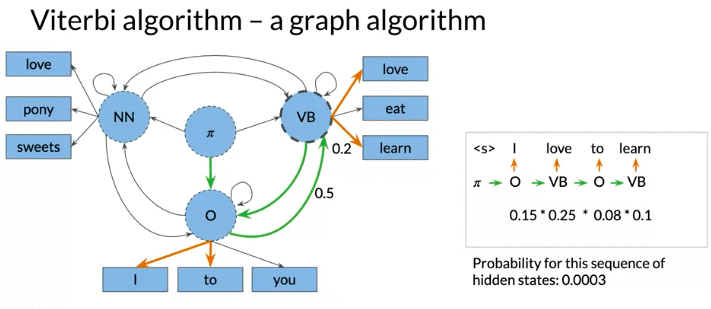 Viterbi algorithm – a graph algorithm
love
pony
sweets
NN
π
VB
love
eat
learn
0.2
0.5
O
I
to
you
<s> I love to learn
π O VB O VB
0.15 * 0.25 * 0.08 * 0.1
Probability for this sequence of
hidden states: 0.0003